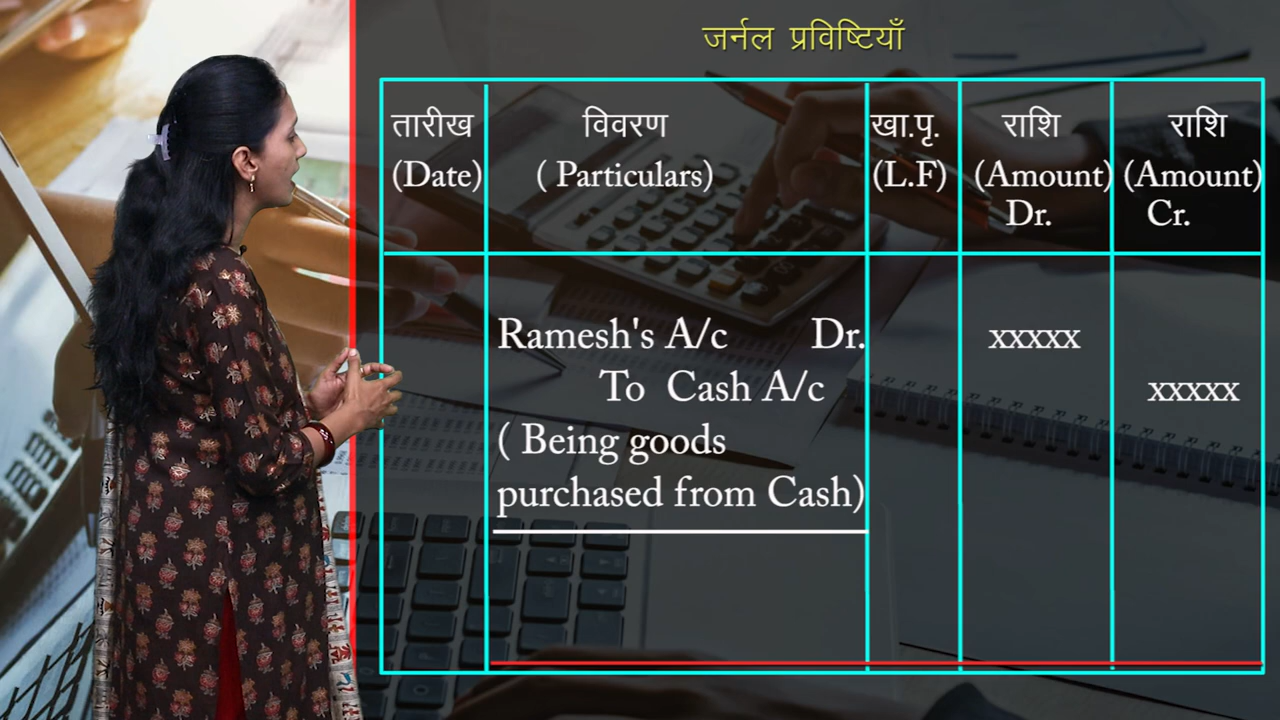 जर्नल प्रविष्टियाँ
तारीख विवरण खा.पृ. राशि राशि
(Date) ( Particulars) (L.F) (Amount) (Amount)
Dr. Cr.
Ramesh's A/c Dr. xxxxx
To Cash A/c xxxxx
( Being goods
purchased from Cash)